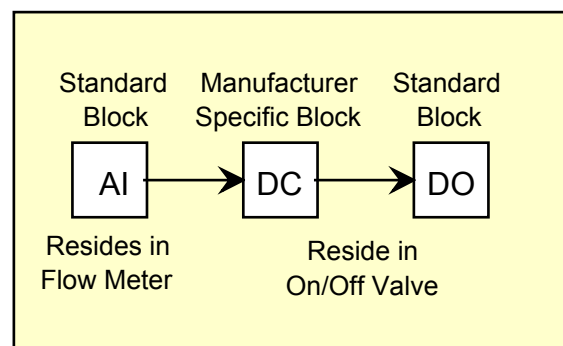 Standard
Block
Manufacturer
Specific Block
Standard
Block
AI
DC
DO
Resides in
Flow Meter
Reside in
On/Off Valve